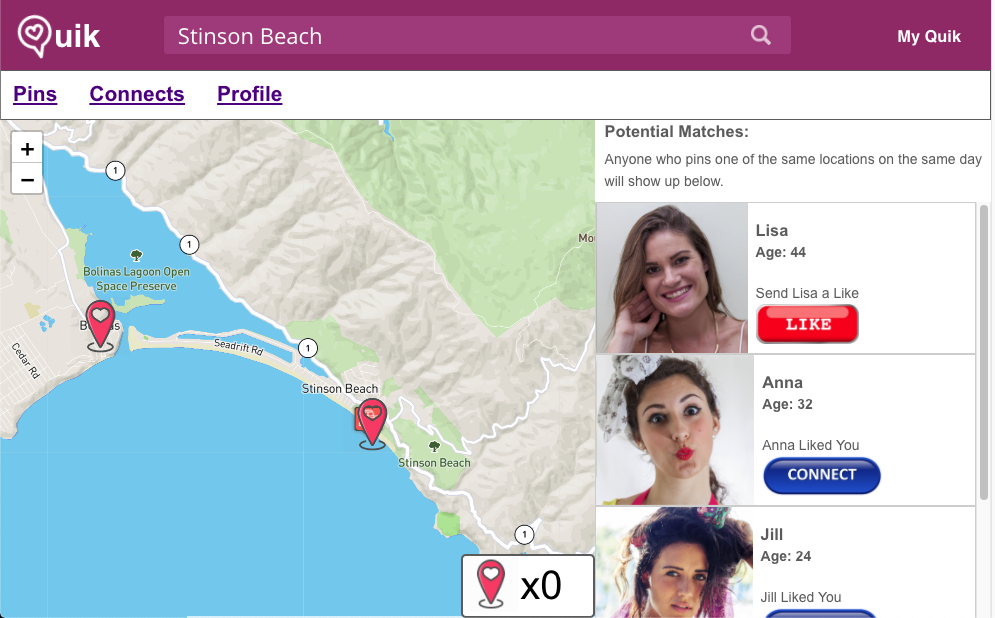 Quik
Stinson Beach
My Quik
Pins
Connects
Profile
+
−
1
1
Bolinas Lagoon Open
Space Preserve
Cedar Rd
Seadrift Rd
1
Stinson Beach
Stinson Beach
1
x0
Potential Matches:
Anyone who pins one of the same locations on the same day
will show up below.
Lisa
Age: 44
Send Lisa a Like
LIKE
Anna
Age: 32
Anna Liked You
CONNECT
Jill
Age: 24
Jill Liked You